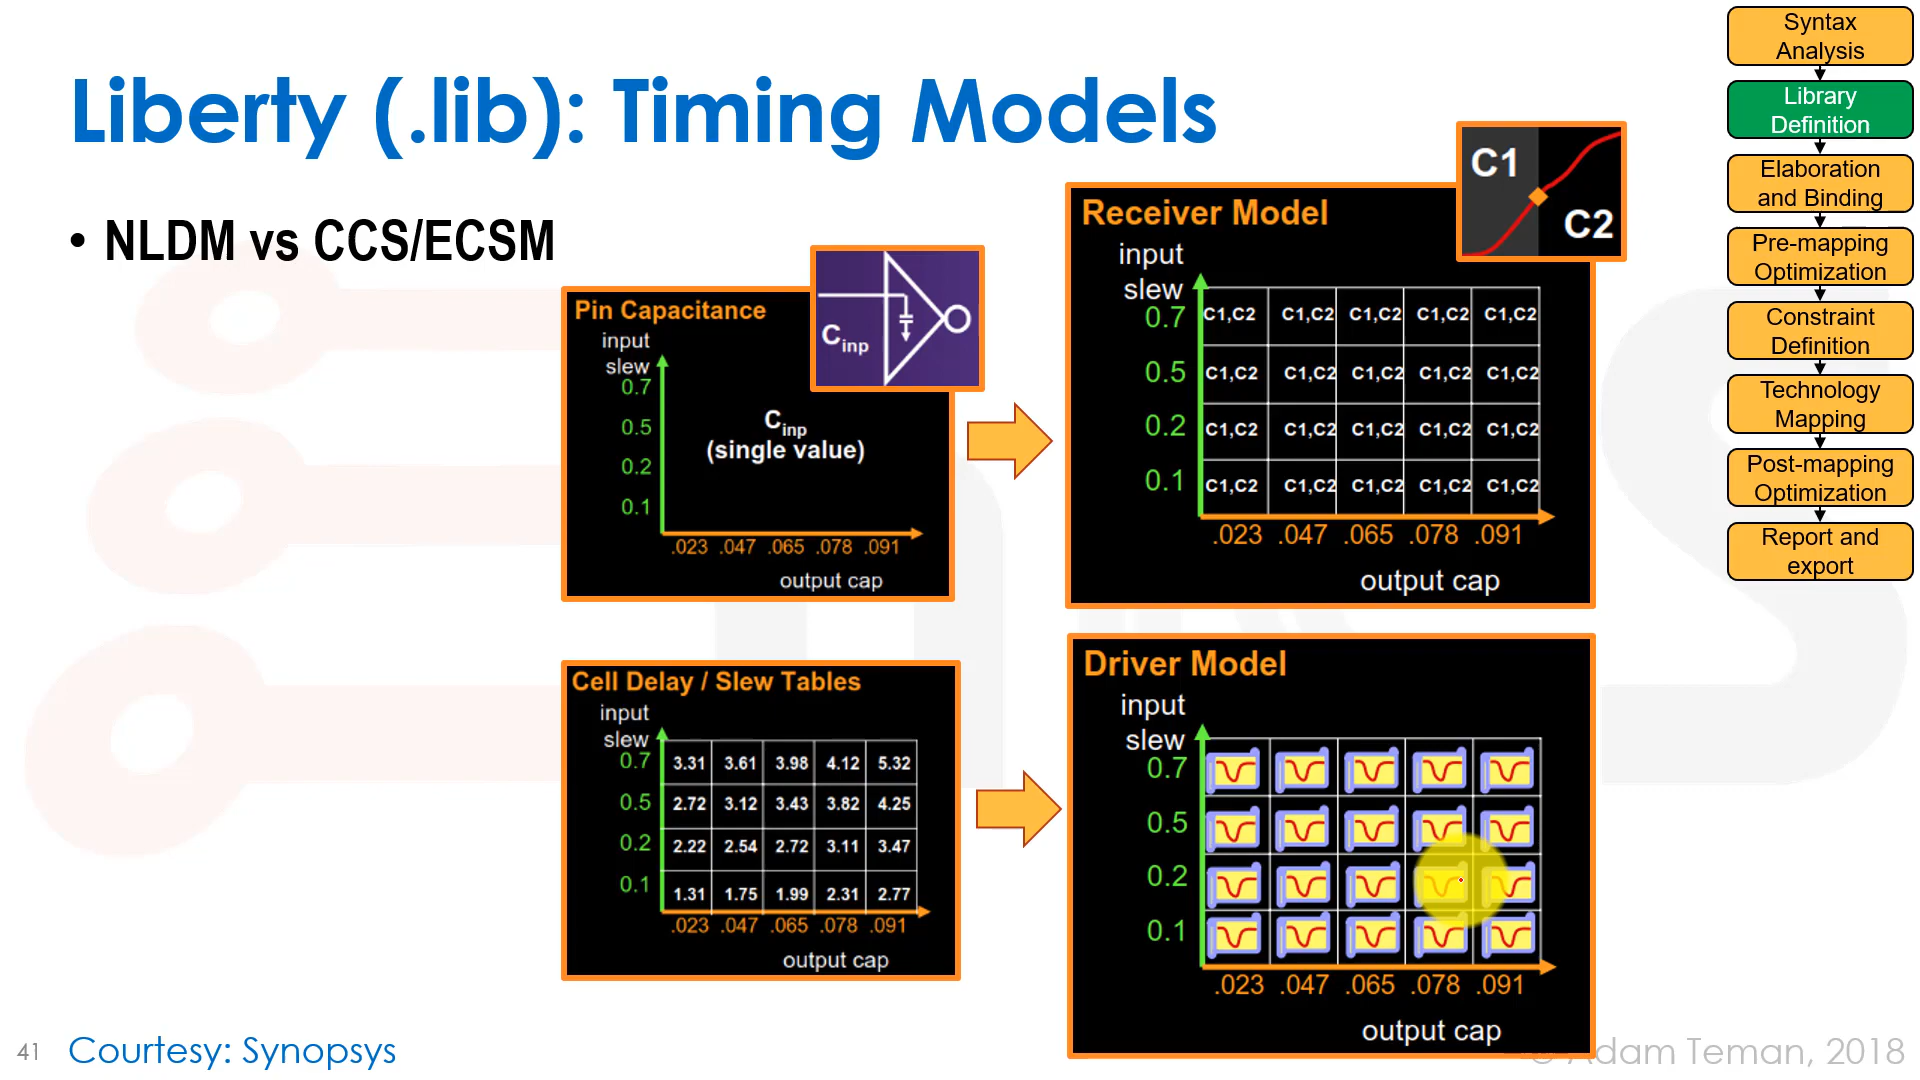 Liberty (.lib): Timing Models
• NLDM vs CCS/ECSM
Pin Capacitance
input
slew
0.7
0.5
0.2
0.1
Cinp
(single value)
.023 .047 .065 .078 .091
output cap
Cinp
Receiver Model
input
slew
0.7 C1,C2 C1,C2 C1,C2 C1,C2 C1,C2
0.5 C1,C2 C1,C2 C1,C2 C1,C2 C1,C2
0.2 C1,C2 C1,C2 C1,C2 C1,C2 C1,C2
0.1 C1,C2 C1,C2 C1,C2 C1,C2 C1,C2
.023 .047 .065 .078 .091
output cap
C1
C2
Cell Delay / Slew Tables
input
slew
0.7 3.31 3.61 3.98 4.12 5.32
0.5 2.72 3.12 3.43 3.82 4.25
0.2 2.22 2.54 2.72 3.11 3.47
0.1 1.31 1.75 1.99 2.31 2.77
.023 .047 .065 .078 .091
output cap
Driver Model
input
slew
0.7
0.5
0.2
0.1
.023 .047 .065 .078 .091
output cap
Syntax
Analysis
Library
Definition
Elaboration
and Binding
Pre-mapping
Optimization
Constraint
Definition
Technology
Mapping
Post-mapping
Optimization
Report and
export
41
Courtesy: Synopsys
© Adam Teman, 2018